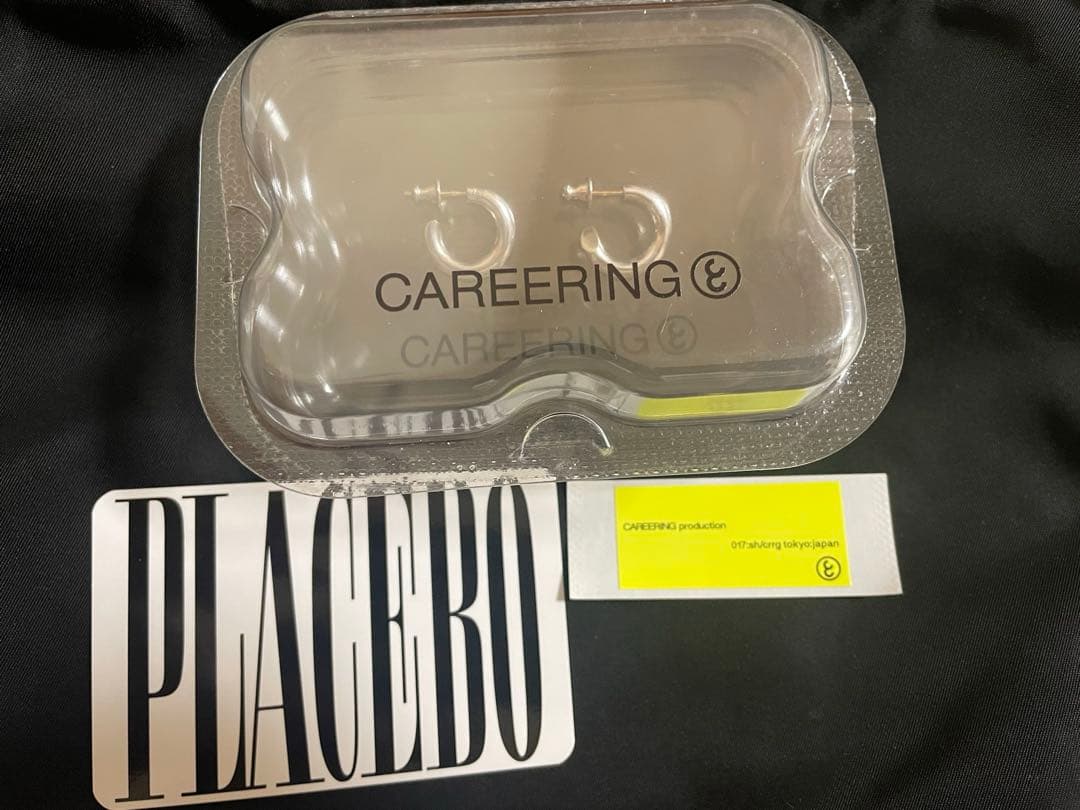 CAREERING
CAREERING
PLACEBO
CAREERING production
017:sh/crrg tokyo:japan